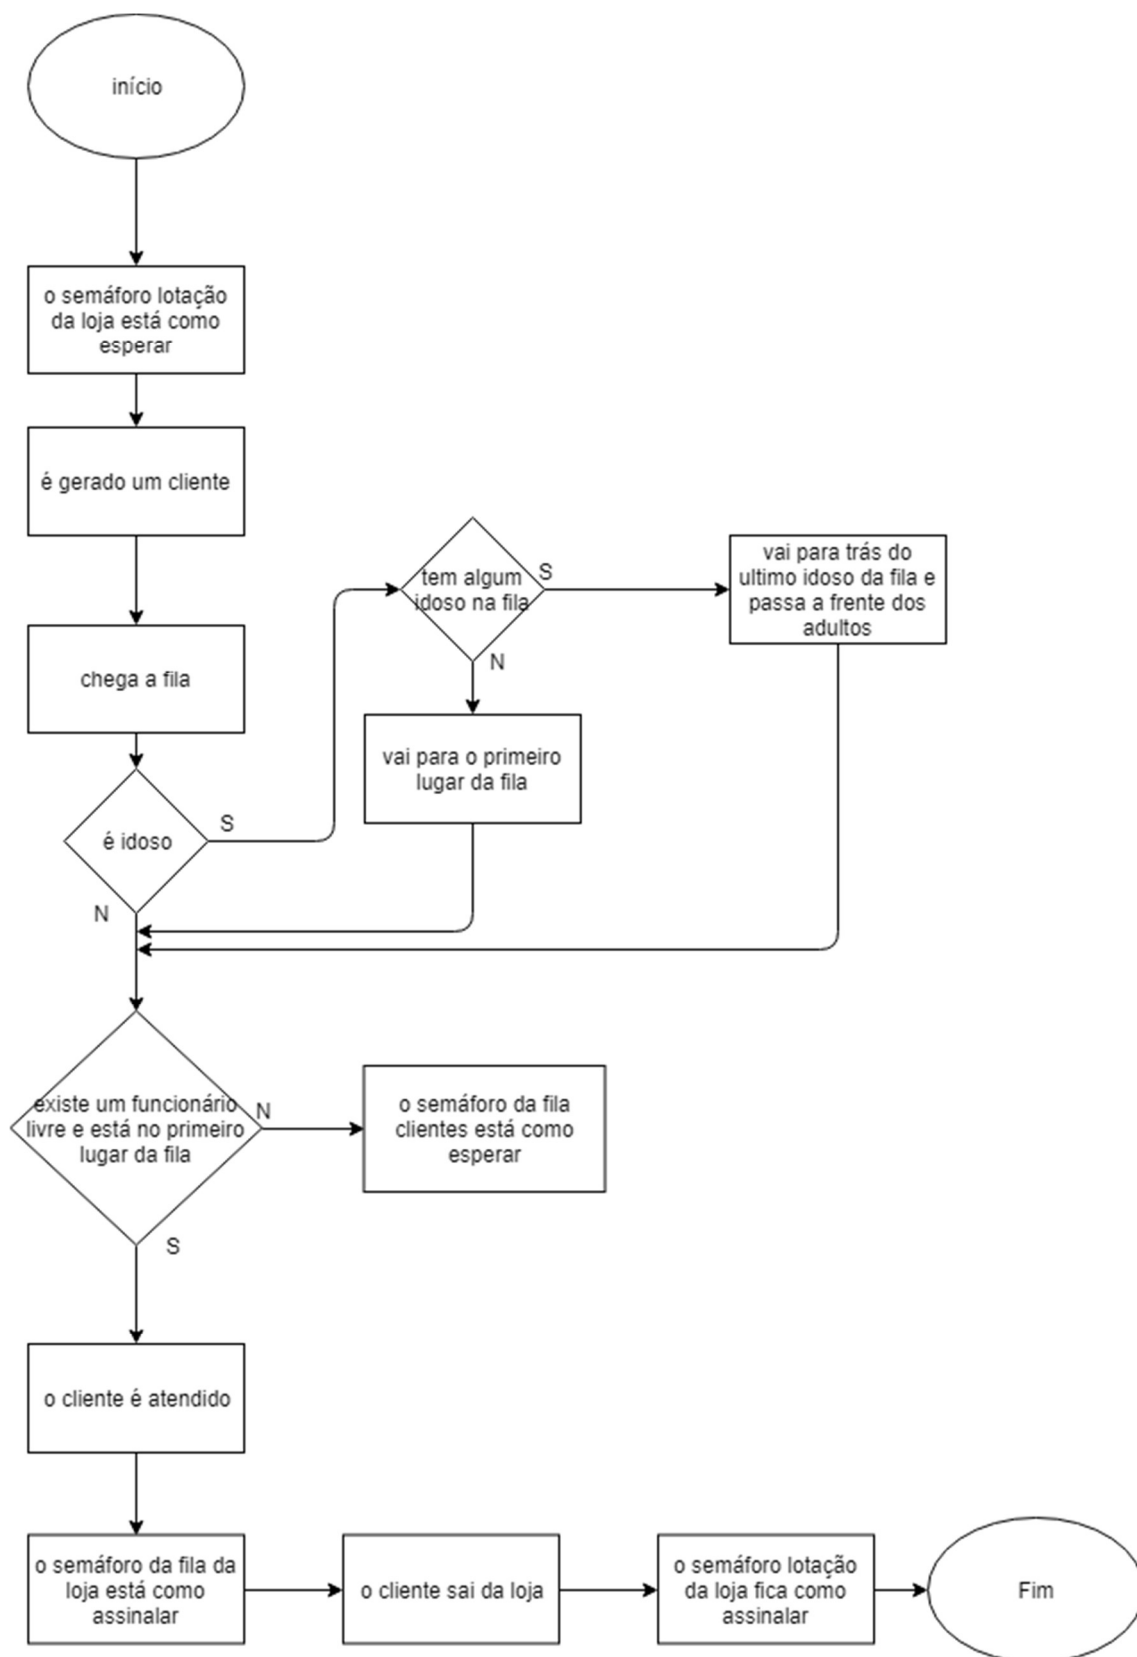 início
o semáforo lotação
da loja está como
esperar
é gerado um cliente
chega a fila
é idoso
S
N
tem algum
idoso na fila
S
N
vai para trás do
ultimo idoso da fila e
passa a frente dos
adultos
vai para o primeiro
lugar da fila
existe um funcionário
livre e está no primeiro
lugar da fila
N
S
o semáforo da fila
clientes está como
esperar
o cliente é atendido
o semáforo da fila da
loja está como
assinalar
o cliente sai da loja
o semáforo lotação
da loja fica como
assinalar
Fim